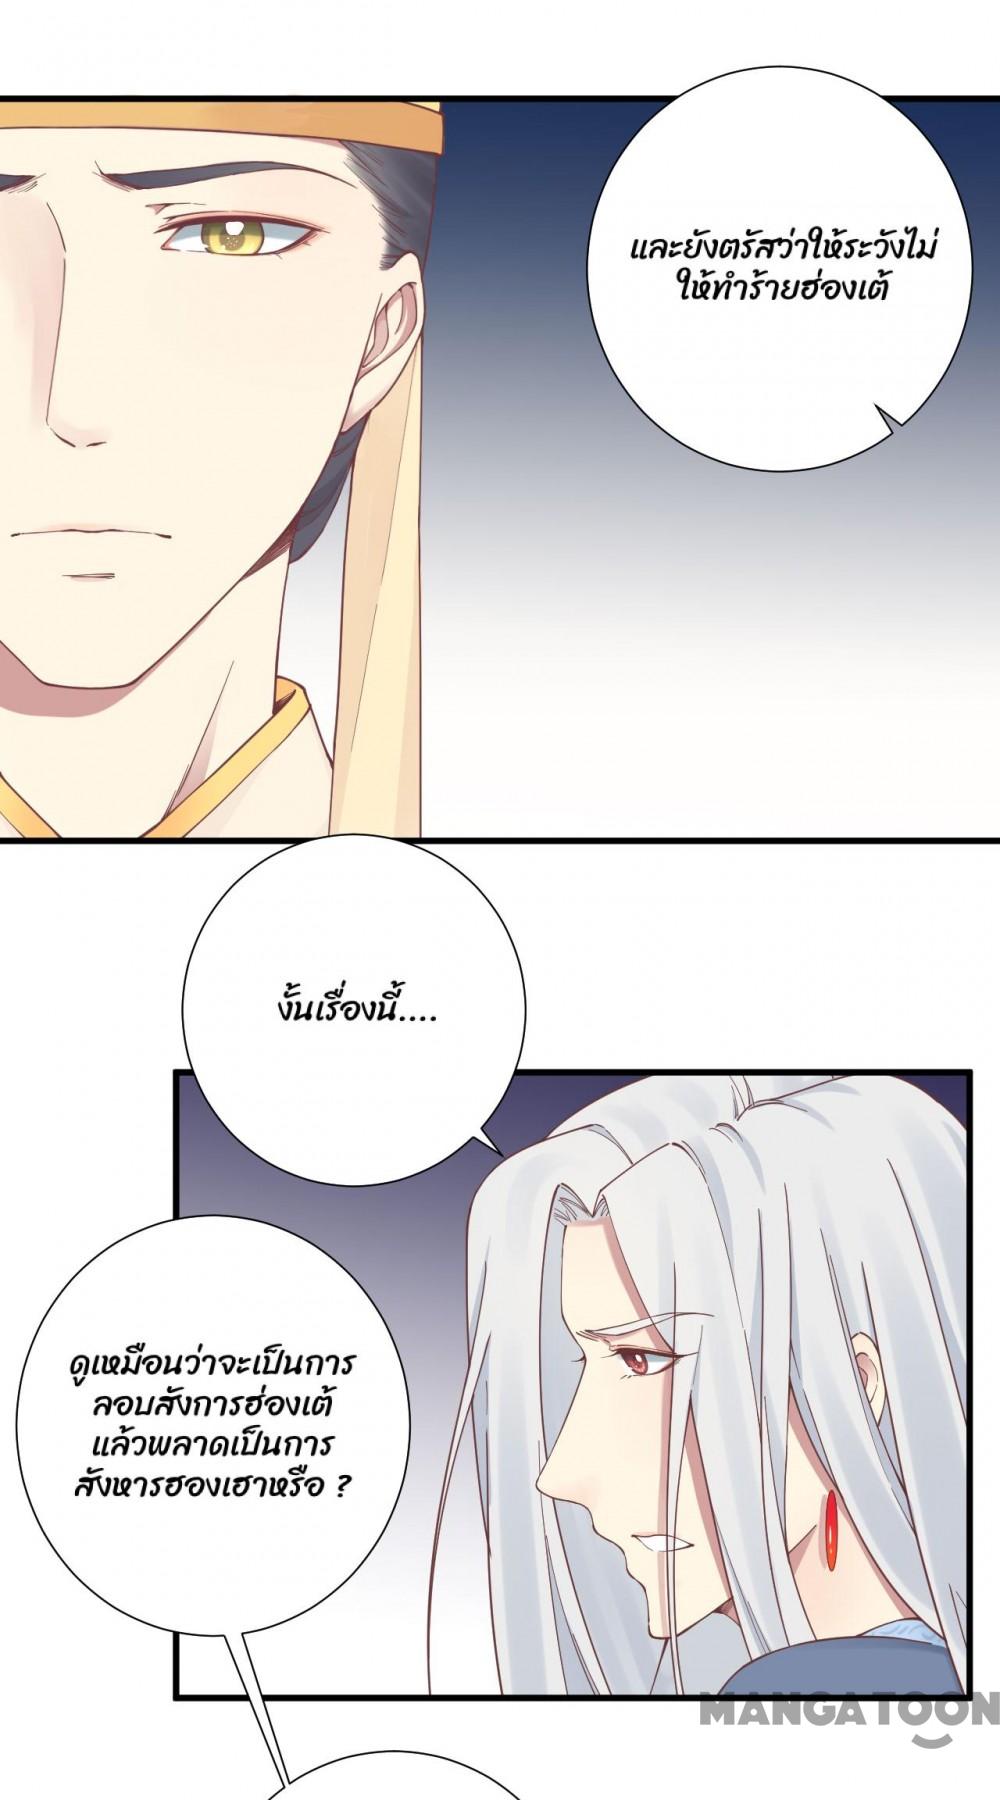 และยังตรัสว่าให้ระวังไม่
ให้ทำร้ายฮ่องเต้
งั้นเรื่องนี้....
ดูเหมือนว่าจะเป็นการ
ลอบสังการฮ่องเต้
แล้วพลาดเป็นการ
สังหารฮองเฮาหรือ ?
MANGATOON